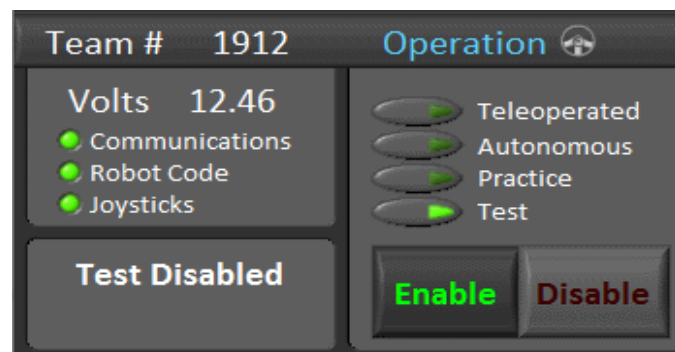 Team # 1912
Operation
Volts 12.46
Communications
Robot Code
Joysticks
Test Disabled
Teleoperated
Autonomous
Practice
Test
Enable
Disable